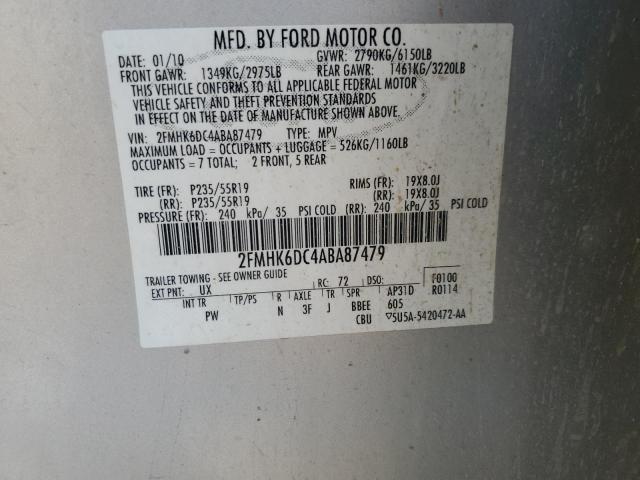 MFD. BY FORD MOTOR CO.
DATE: 01/10 GVWR: 2790KG/6150LB
FRONT GAWR: 1349KG/2975LB REAR GAWR: 1461KG/3220LB
THIS VEHICLE CONFORMS TO ALL APPLICABLE FEDERAL MOTOR
VEHICLE SAFETY AND THEFT PREVENTION STANDARDS
IN EFFECT ON THE DATE OF MANUFACTURE SHOWN ABOVE.
VIN: 2FMHK6DC4ABA87479 TYPE: MPV
MAXIMUM LOAD = OCCUPANTS + LUGGAGE = 526KG/1160LB
OCCUPANTS = 7 TOTAL; 2 FRONT, 5 REAR
TIRE (FR): P235/55R19 RIMS (FR): 19X8.0J
(RR): P235/55R19 (RR): 19X8.0J
PRESSURE (FR): 240 kPa/ 35 PSI COLD (RR): 240 kPa/ 35 PSI COLD
2FMHK6DC4ABA87479
TRAILER TOWING - SEE OWNER GUIDE
EXT PNT: UX RC: 72 DSO: F0100
INT TR TP/PS R AXLE TR SPR AP31D R0114
PW N 3F J BBEE 605
CBU ▽5U5A-5420472-AA